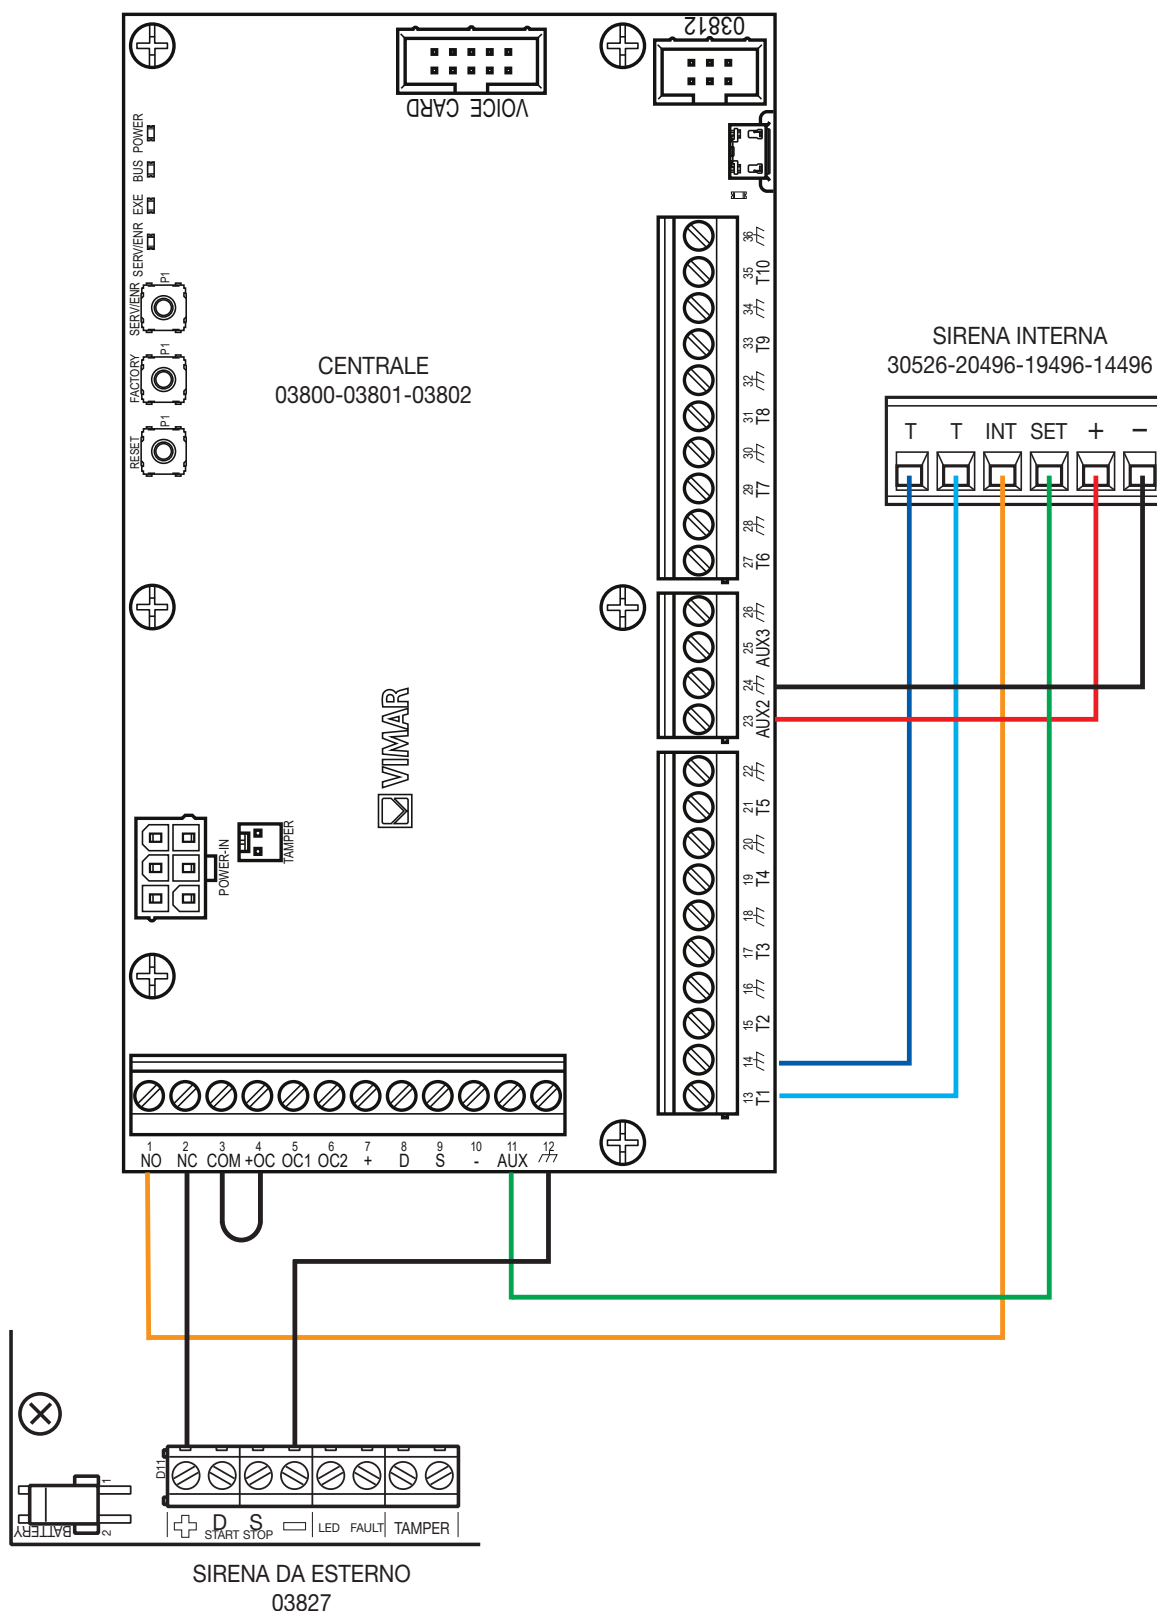 03812
VOICE CARD
POWER
BUS
EXE
SERV/ENR
SERV/ENR
P1
FACTORY
P1
RESET
P1
CENTRALE
03800-03801-03802
36
35 T10
34
33 T9
32
31 T8
30
29 T7
28
27 T6
26
25 AUX3
24
23 AUX2
22
21 T5
20
19 T4
18
17 T3
16
15 T2
14
13 T1
SIRENA INTERNA
30526-20496-19496-14496
T T INT SET + −
VIMAR
POWER-IN
TAMPER
1 2 3 4 5 6 7 8 9 10 11 12
NO NC COM +OC OC1 OC2 + D S - AUX
D11
BATTERY
1
2
+ D S −
START STOP
LED FAULT TAMPER
SIRENA DA ESTERNO
03827